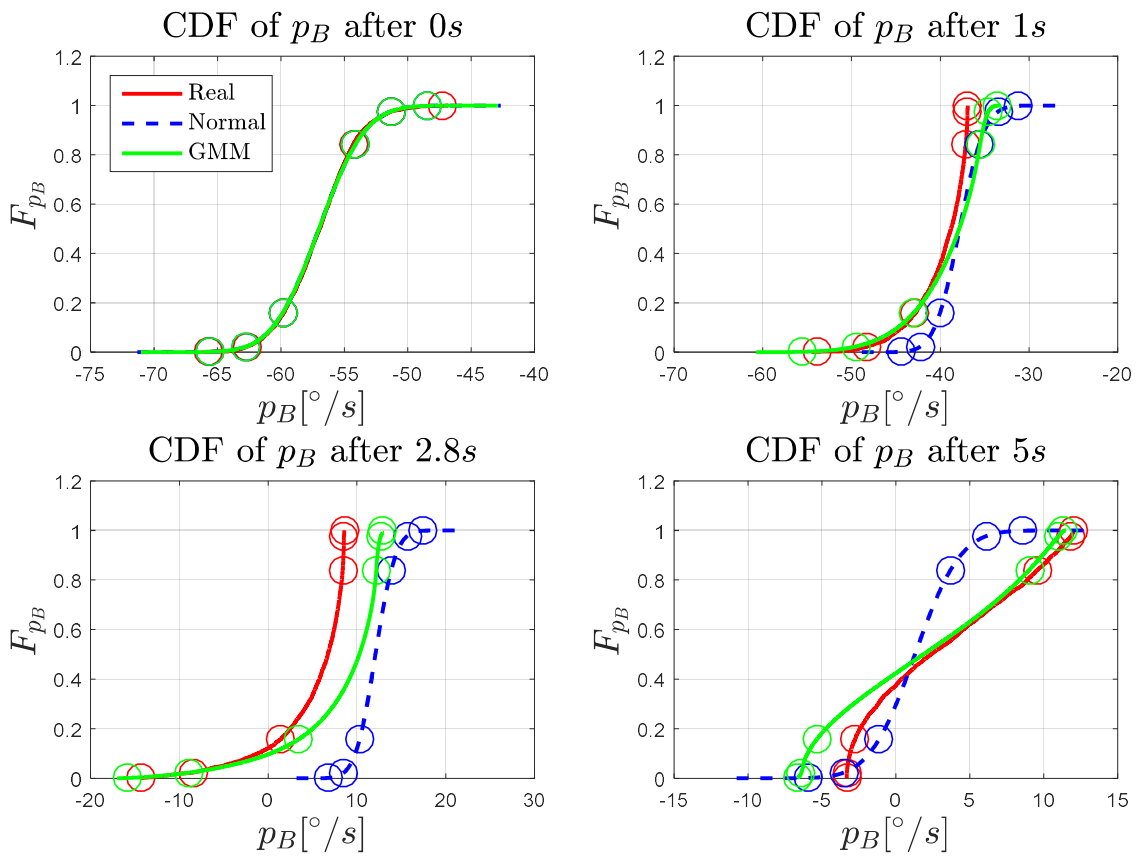 CDF of p_B after 0s
1.2
1
0.8
0.6
0.4
0.2
0
F_{p_B}
Real
Normal
GMM
-75 -70 -65 -60 -55 -50 -45 -40
p_B[°/s]
CDF of p_B after 1s
1.2
1
0.8
0.6
0.4
0.2
0
F_{p_B}
-60 -50 -40 -30 -20
p_B[°/s]
CDF of p_B after 2.8s
1.2
1
0.8
0.6
0.4
0.2
0
F_{p_B}
-20 -10 0 10 20 30
p_B[°/s]
CDF of p_B after 5s
1.2
1
0.8
0.6
0.4
0.2
0
F_{p_B}
-15 -10 -5 0 5 10 15
p_B[°/s]